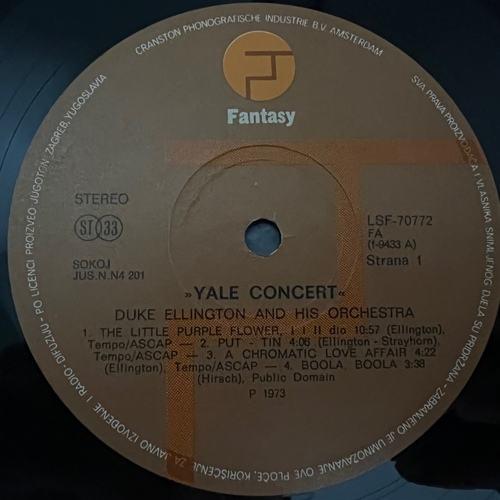 CRANSTON PHONOGRAFISCHE INDUSTRIE B.V. AMSTERDAM
Fantasy
STEREO
ST 33
SOKOJ
JUS.N.N4 201
LSF-70772
FA
(f-9433 A)
Strana 1
»YALE CONCERT«
DUKE ELLINGTON AND HIS ORCHESTRA
1. THE LITTLE PURPLE FLOWER, I i II dio 10:57 (Ellington),
Tempo/ASCAP — 2. PUT - TIN 4:06 (Ellington - Strayhorn),
Tempo/ASCAP — 3. A CHROMATIC LOVE AFFAIR 4:22
(Ellington), Tempo/ASCAP — 4. BOOLA, BOOLA 3:38
(Hirsch), Public Domain
P 1973
SVA PRAVA PROIZVOĐAČA I VLASNIKA SNIMLJENOG DJELA SU PRIDRŽANA - ZABRANJENO JE UMNOŽAVANJE OVE PLOČE, KORIŠĆENJE ZA JAVNO IZVOĐENJE I RADIO-DIFUZIJU - PO LICENCI PROIZVEO JUGOTON, ZAGREB, YUGOSLAVIA